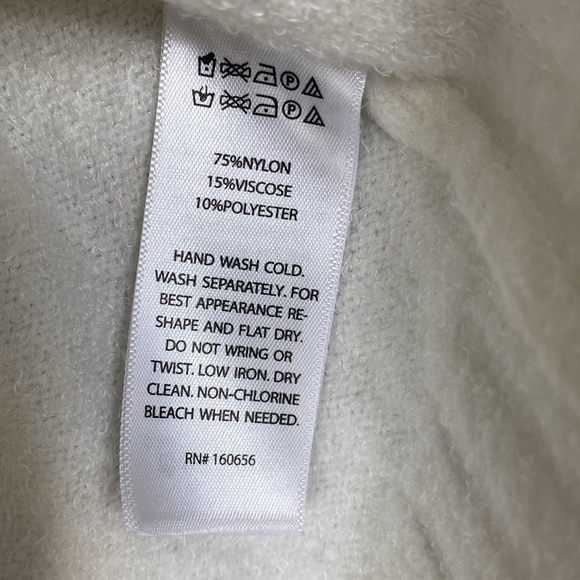 75%NYLON
15%VISCOSE
10%POLYESTER
HAND WASH COLD.
WASH SEPARATELY. FOR
BEST APPEARANCE RE-
SHAPE AND FLAT DRY.
DO NOT WRING OR
TWIST. LOW IRON. DRY
CLEAN. NON-CHLORINE
BLEACH WHEN NEEDED.
RN# 160656